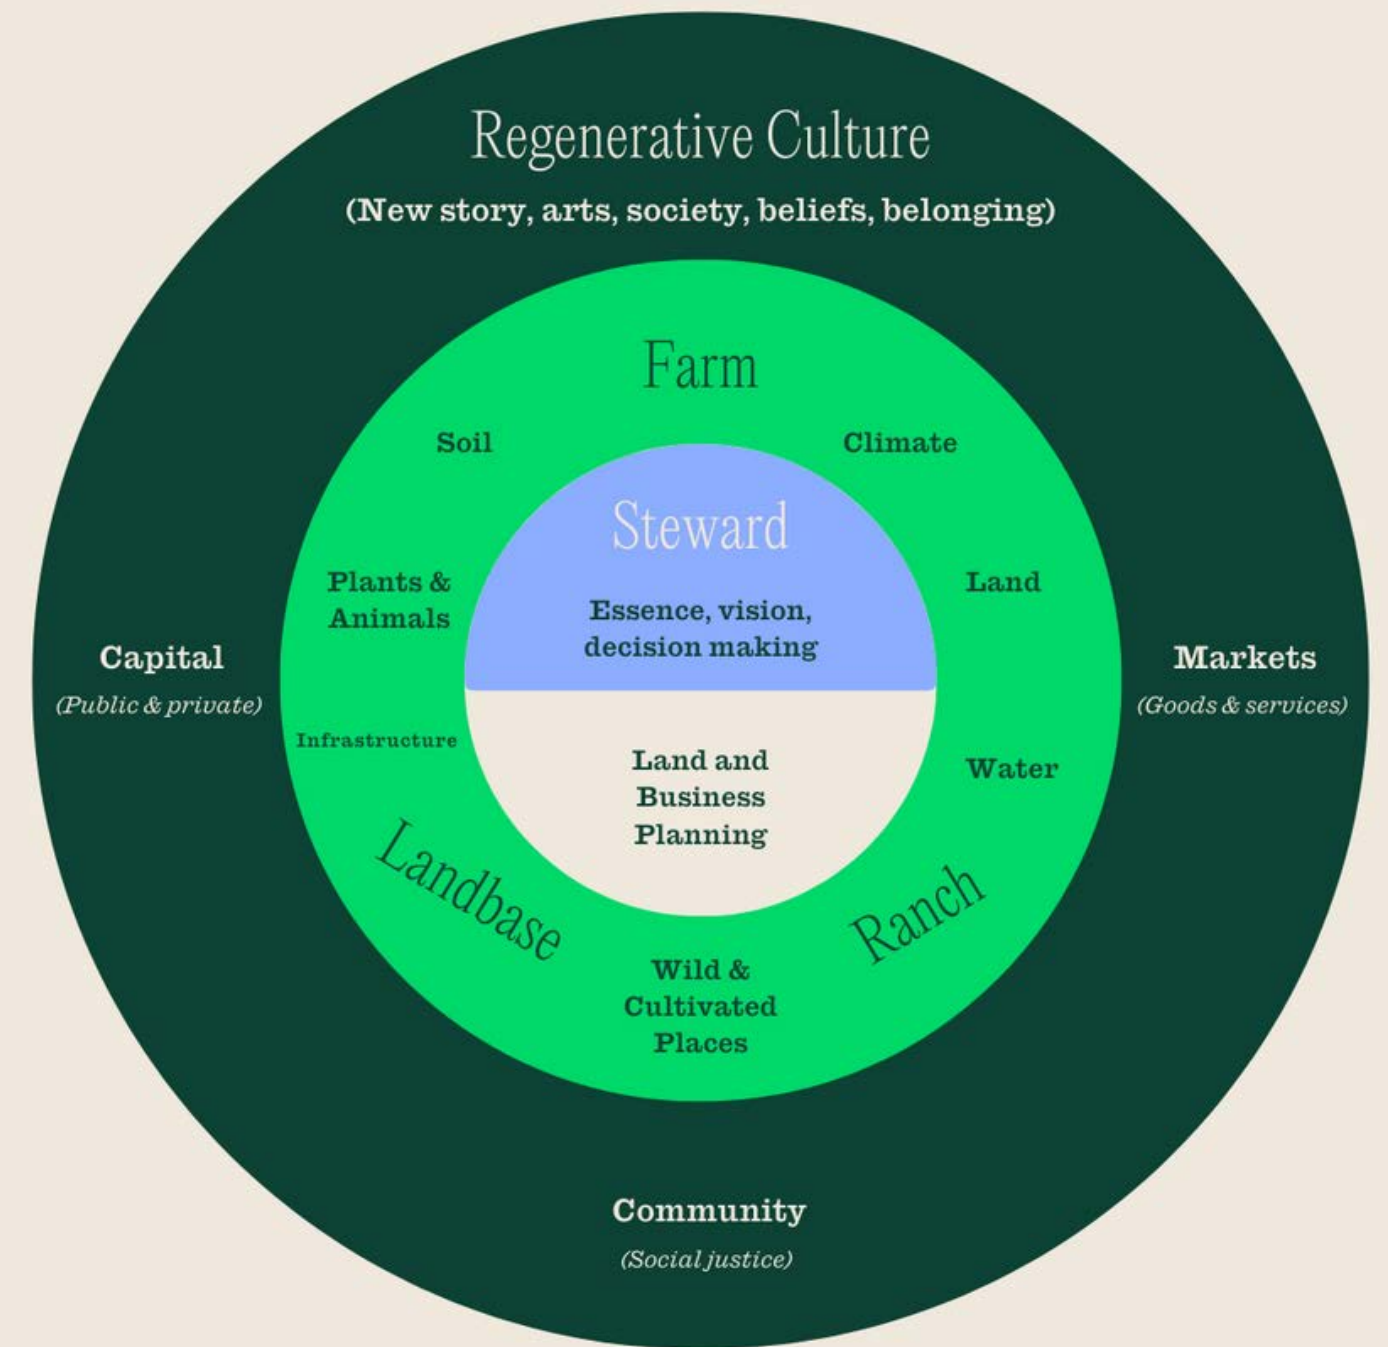 Regenerative Culture
(New story, arts, society, beliefs, belonging)
Farm
Soil
Climate
Steward
Essence, vision,
decision making
Plants &
Animals
Land
Capital
(Public & private)
Markets
(Goods & services)
Infrastructure
Water
Land and
Business
Planning
Landbase
Ranch
Wild &
Cultivated
Places
Community
(Social justice)